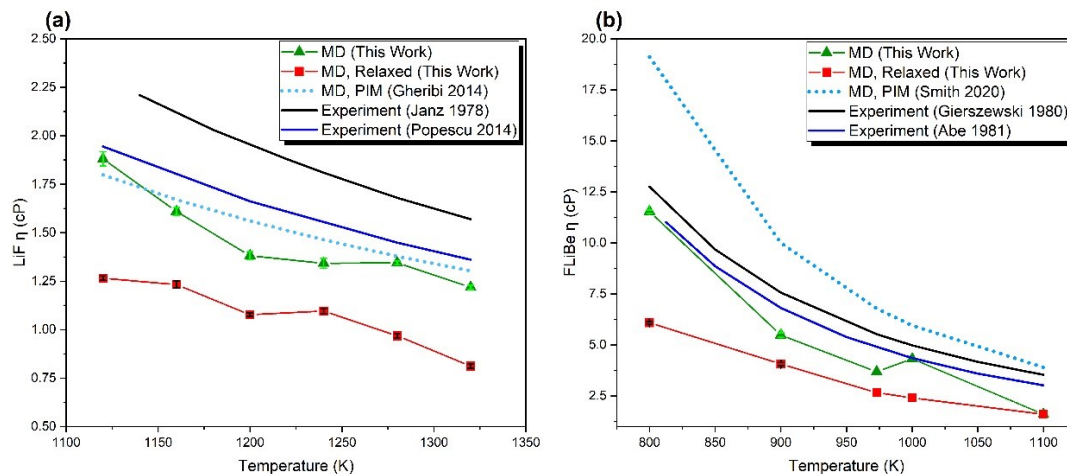 (a)
2.50
2.25
2.00
1.75
1.50
1.25
1.00
0.75
0.50
LiF η (cP)
MD (This Work)
MD, Relaxed (This Work)
MD, PIM (Gheribi 2014)
Experiment (Janz 1978)
Experiment (Popescu 2014)
1100
1150
1200
1250
1300
1350
Temperature (K)
(b)
20.0
17.5
15.0
12.5
10.0
7.5
5.0
2.5
FLiBe η (cP)
MD (This Work)
MD, Relaxed (This Work)
MD, PIM (Smith 2020)
Experiment (Gierszewski 1980)
Experiment (Abe 1981)
800
850
900
950
1000
1050
1100
Temperature (K)